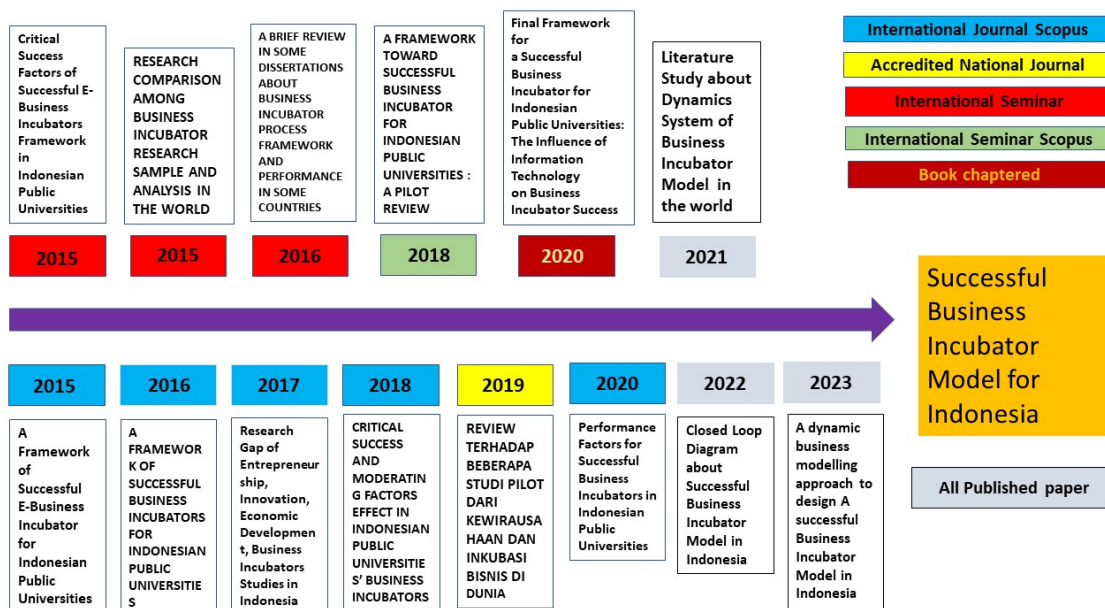 Critical
Success
Factors of
Successful E-
Business
Incubators
Framework
in
Indonesian
Public
Universities
RESEARCH
COMPARISON
AMONG
BUSINESS
INCUBATOR
RESEARCH
SAMPLE AND
ANALYSIS IN
THE WORLD
A BRIEF REVIEW
IN SOME
DISSERTATIONS
ABOUT
BUSINESS
INCUBATOR
PROCESS
FRAMEWORK
AND
PERFORMANCE
IN SOME
COUNTRIES
A FRAMEWORK
TOWARD
SUCCESSFUL
BUSINESS
INCUBATOR
FOR
INDONESIAN
PUBLIC
UNIVERSITIES :
A PILOT
REVIEW
Final Framework
for
a Successful
Business
Incubator for
Indonesian
Public Universities:
The Influence of
Information
Technology
on Business
Incubator Success
Literature
Study about
Dynamics
System of
Business
Incubator
Model in
the world
International Journal Scopus
Accredited National Journal
International Seminar
International Seminar Scopus
Book chaptered
2015
2015
2016
2018
2020
2021
Successful
Business
Incubator
Model for
Indonesia
2015
2016
2017
2018
2019
2020
2022
2023
A
Framework
of
Successful
E-Business
Incubator
for
Indonesian
Public
Universities
A
FRAMEWOR
K OF
SUCCESSFUL
BUSINESS
INCUBATORS
FOR
INDONESIAN
PUBLIC
UNIVERSITIE
S
Research
Gap of
Entrepreneur
ship,
Innovation,
Economic
Developmen
t, Business
Incubators
Studies in
Indonesia
CRITICAL
SUCCESS
AND
MODERATIN
G FACTORS
EFFECT IN
INDONESIAN
PUBLIC
UNIVERSITIE
S' BUSINESS
INCUBATORS
REVIEW
TERHADAP
BEBERAPA
STUDI PILOT
DARI
KEWIRAUSA
HAAN DAN
INKUBASI
BISNIS DI
DUNIA
Performance
Factors for
Successful
Business
Incubators in
Indonesian
Public
Universities
Closed Loop
Diagram
about
Successful
Business
Incubator
Model in
Indonesia
A dynamic
business
modelling
approach to
design A
successful
Business
Incubator
Model in
Indonesia
All Published paper